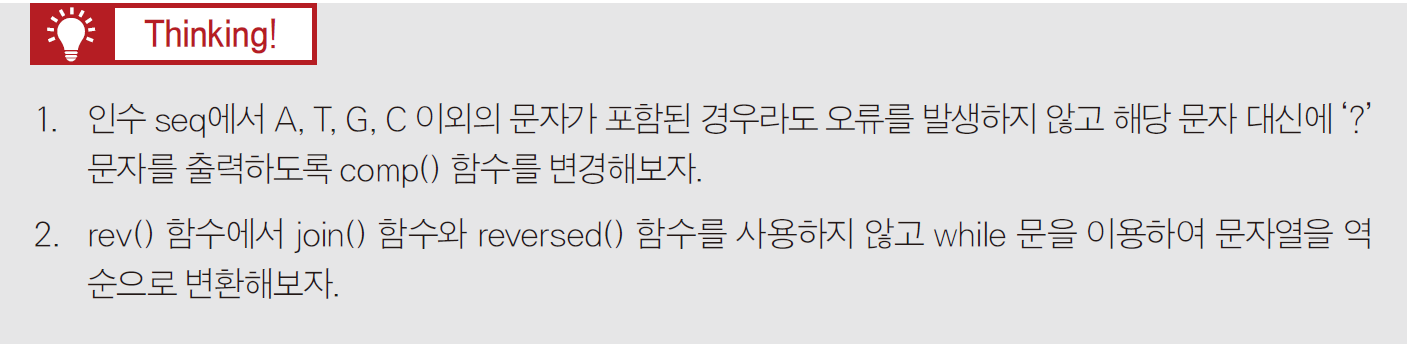 Thinking!
1. 인수 seq에서 A, T, G, C 이외의 문자가 포함된 경우라도 오류를 발생하지 않고 해당 문자 대신에 ‘?’
문자를 출력하도록 comp() 함수를 변경해보자.
2. rev() 함수에서 join() 함수와 reversed() 함수를 사용하지 않고 while 문을 이용하여 문자열을 역
순으로 변환해보자.